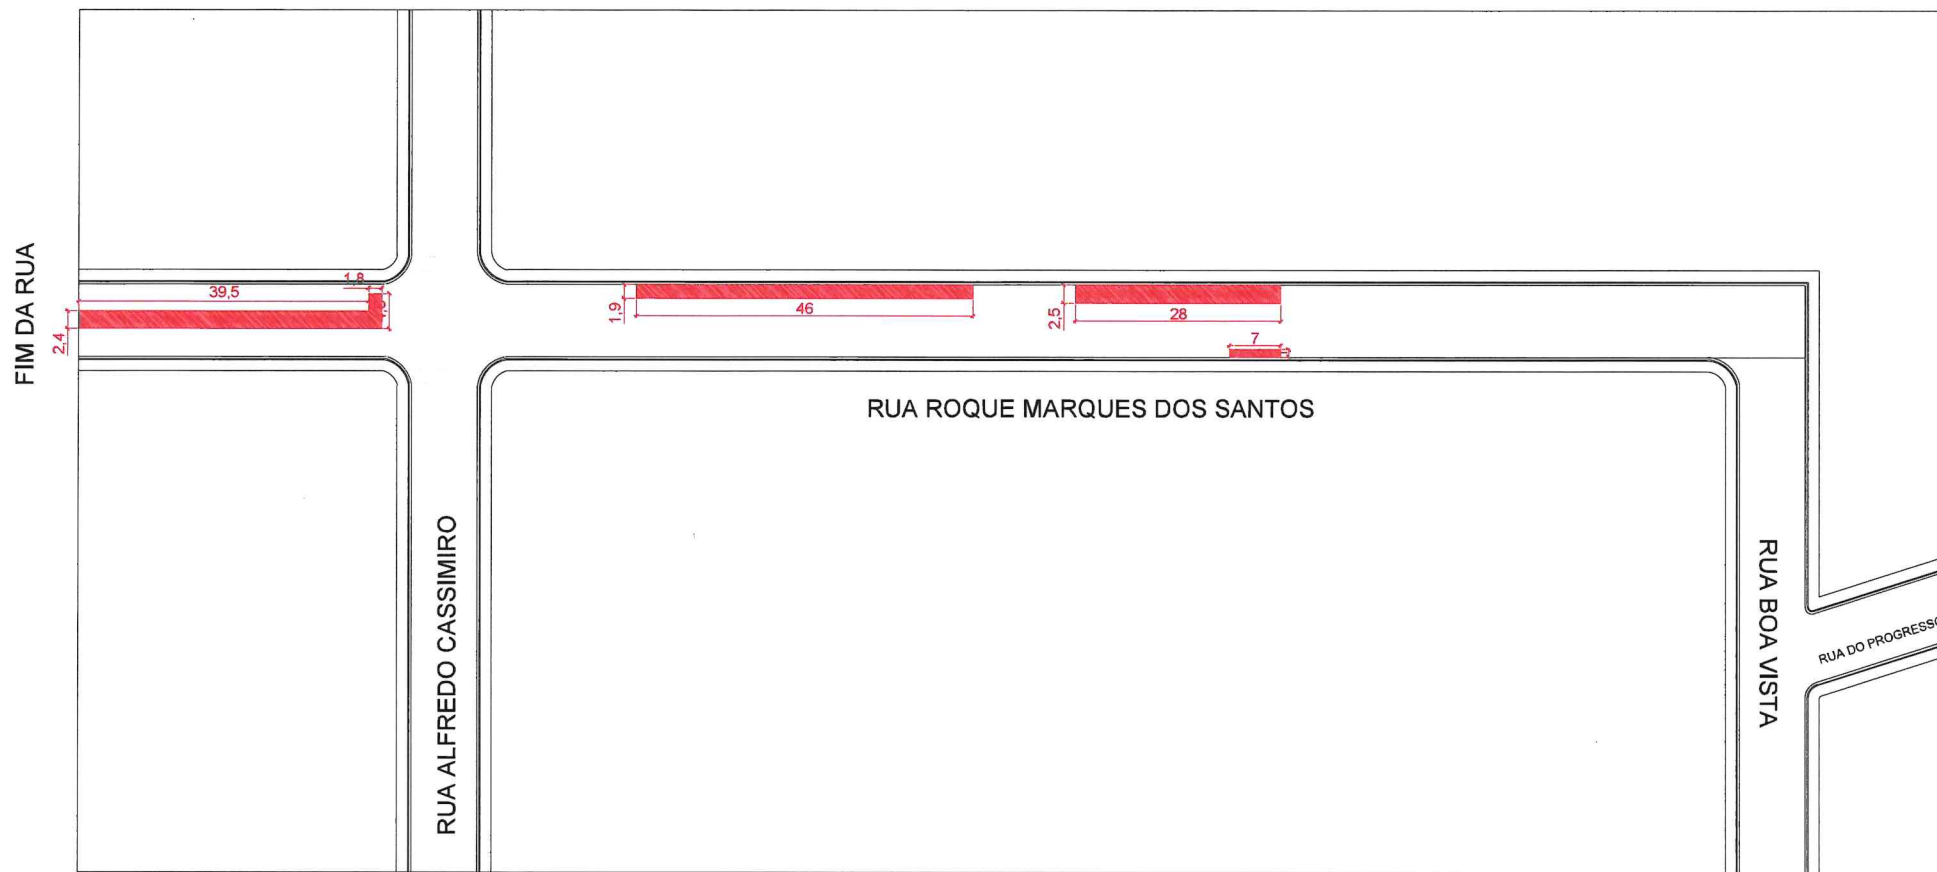 FIM DA RUA
1,8
39,5
2,4
1,9
46
2,5
28
7
RUA ROQUE MARQUES DOS SANTOS
RUA ALFREDO CASSIMIRO
RUA BOA VISTA
RUA DO PROGRESSO